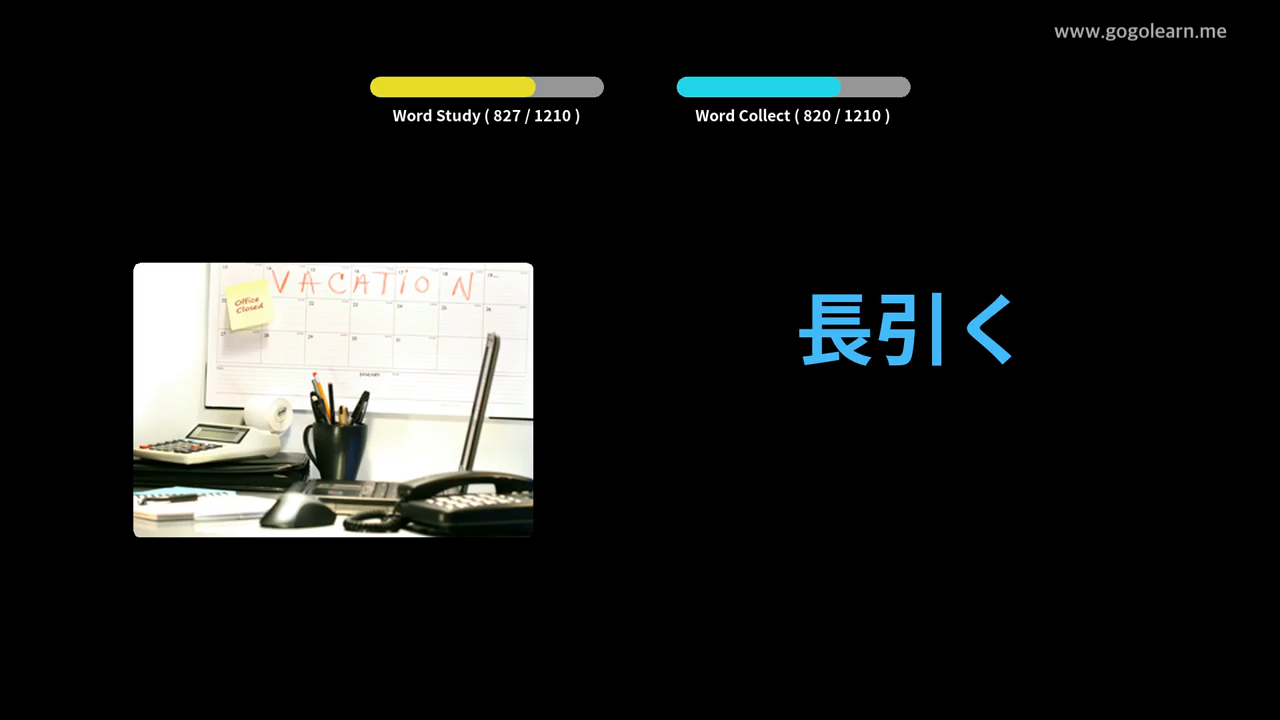 www.gogolearn.me
Word Study ( 827 / 1210 )
Word Collect ( 820 / 1210 )
VACATiON
Office
Closed
長引く